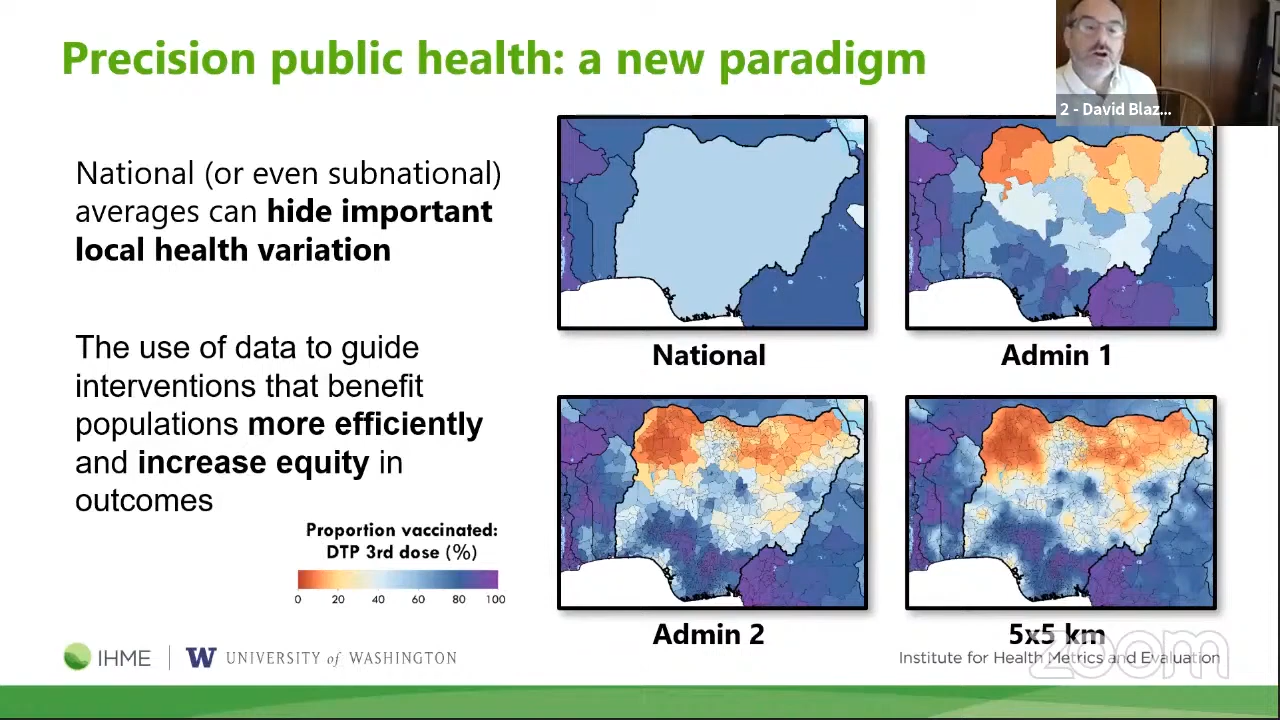 Precision public health: a new paradigm
2 - David Blaz...
National (or even subnational)
averages can hide important
local health variation
The use of data to guide
interventions that benefit
populations more efficiently
and increase equity in
outcomes
Proportion vaccinated:
DTP 3rd dose (%)
0 20 40 60 80 100
National
Admin 1
Admin 2
5x5 km
IHME
W UNIVERSITY of WASHINGTON
Institute for Health Metrics and Evaluation
zoom